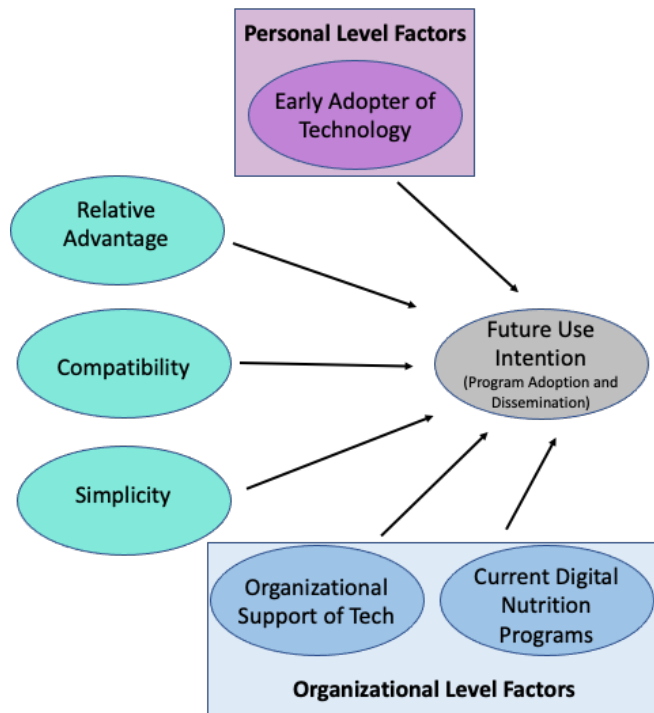 Personal Level Factors
Early Adopter of
Technology
Relative
Advantage
Compatibility
Simplicity
Future Use
Intention
(Program Adoption and
Dissemination)
Organizational
Support of Tech
Current Digital
Nutrition
Programs
Organizational Level Factors